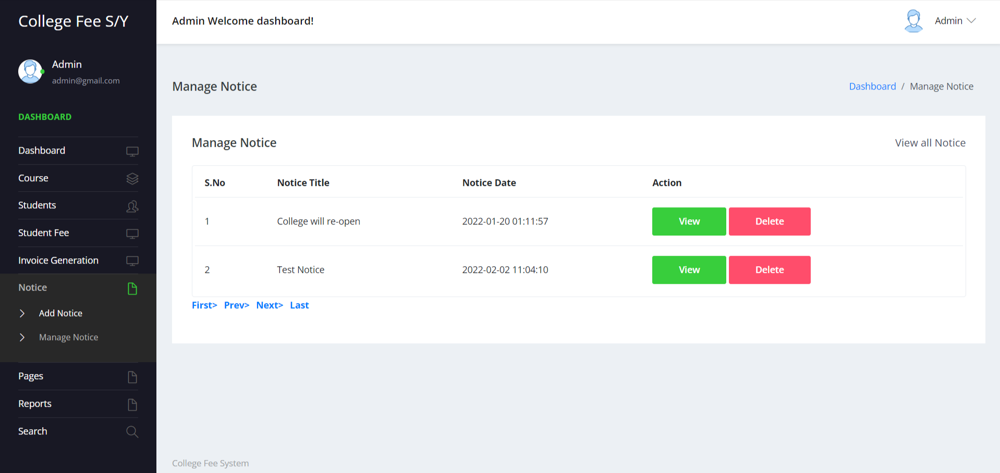 College Fee S/Y
Admin
admin@gmail.com
DASHBOARD
Dashboard
Course
Students
Student Fee
Invoice Generation
Notice
Add Notice
Manage Notice
Pages
Reports
Search
Admin Welcome dashboard!
Admin
Manage Notice
Dashboard / Manage Notice
Manage Notice
View all Notice
S.No Notice Title Notice Date Action
1 College will re-open 2022-01-20 01:11:57 View Delete
2 Test Notice 2022-02-02 11:04:10 View Delete
First> Prev> Next> Last
College Fee System